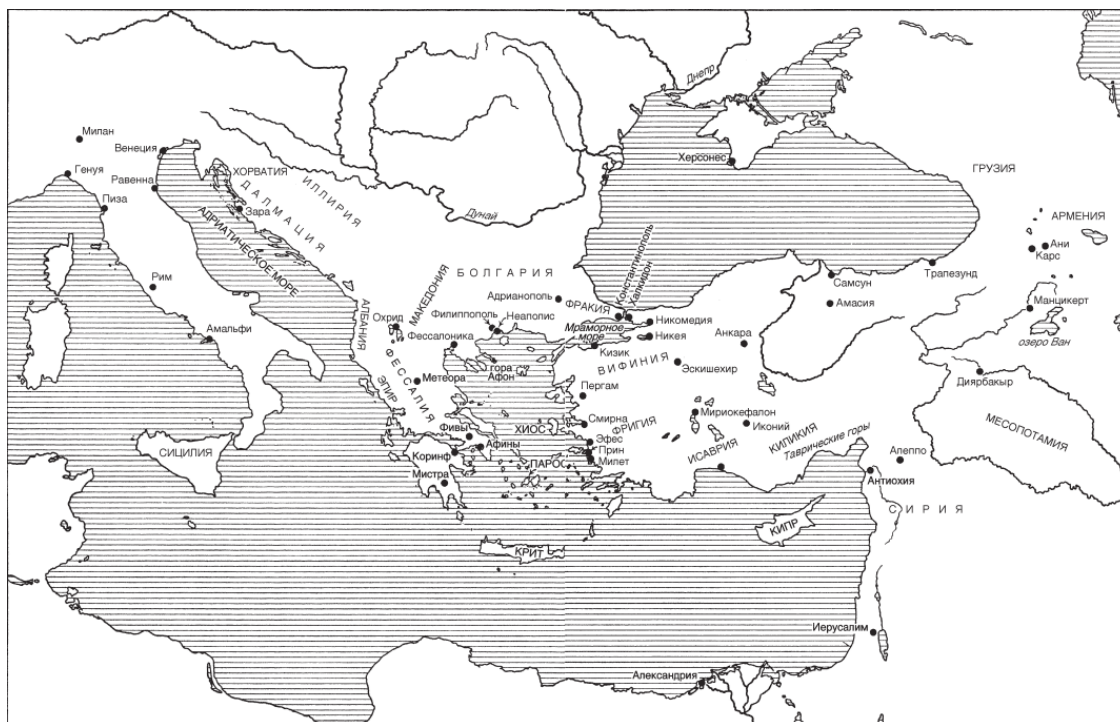 Днепр
Милан
Венеция
Херсонес
Генуя
ХОРВАТИЯ
ГРУЗИЯ
Равенна
ИЛЛИРИЯ
ДАЛМАЦИЯ
Пиза
Зара
Дунай
АРМЕНИЯ
АДРИАТИЧЕСКОЕ МОРЕ
Ани
Карс
Константинополь
Халкидон
БОЛГАРИЯ
Трапезунд
Рим
МАКЕДОНИЯ
Самсун
Адрианополь
ФРАКИЯ
Амасия
Манцикерт
АЛБАНИЯ
Охрид
Филиппополь
Неаполис
Никомедия
Мраморное
море
Амальфи
Фессалоника
Никея
Анкара
озеро Ван
Кизик
ВИФИНИЯ
гора
Афон
Эскишехир
ФЕССАЛИЯ
Метеора
Диярбакыр
ЭПИР
Пергам
Мириокефалон
МЕСОПОТАМИЯ
Смирна
Иконий
ХИОС
ФРИГИЯ
Фивы
КИЛИКИЯ
Эфес
Афины
Таврические горы
СИЦИЛИЯ
Коринф
Прин
ИСАВРИЯ
Алеппо
ПАРОС
Милет
Мистра
Антиохия
СИРИЯ
КИПР
КРИТ
Иерусалим
Александрия